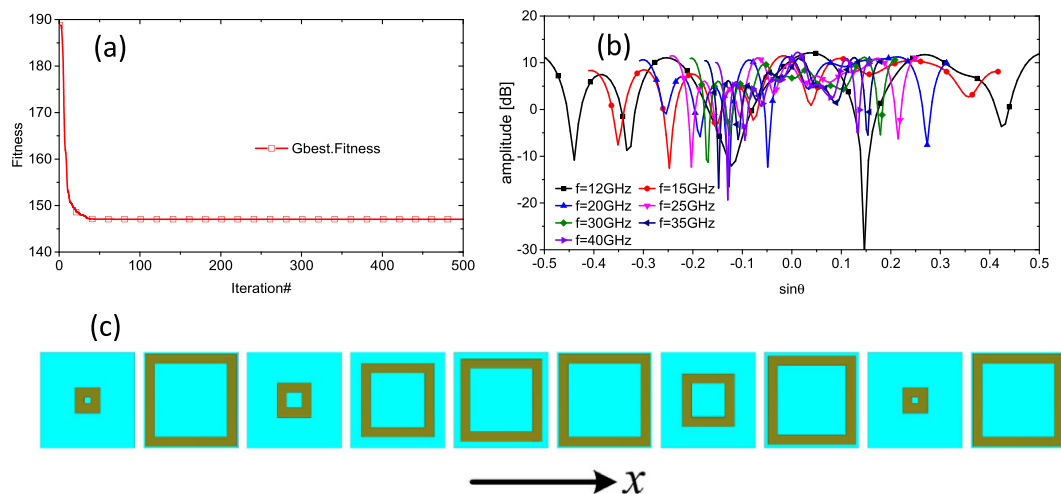 (a)
190
180
170
160
150
140
Fitness
Gbest.Fitness
0 100 200 300 400 500
Iteration#
(b)
20
10
0
-10
-20
-30
amplitude [dB]
f=12GHz f=15GHz
f=20GHz f=25GHz
f=30GHz f=35GHz
f=40GHz
-0.5 -0.4 -0.3 -0.2 -0.1 0.0 0.1 0.2 0.3 0.4 0.5
sinθ
(c)
x